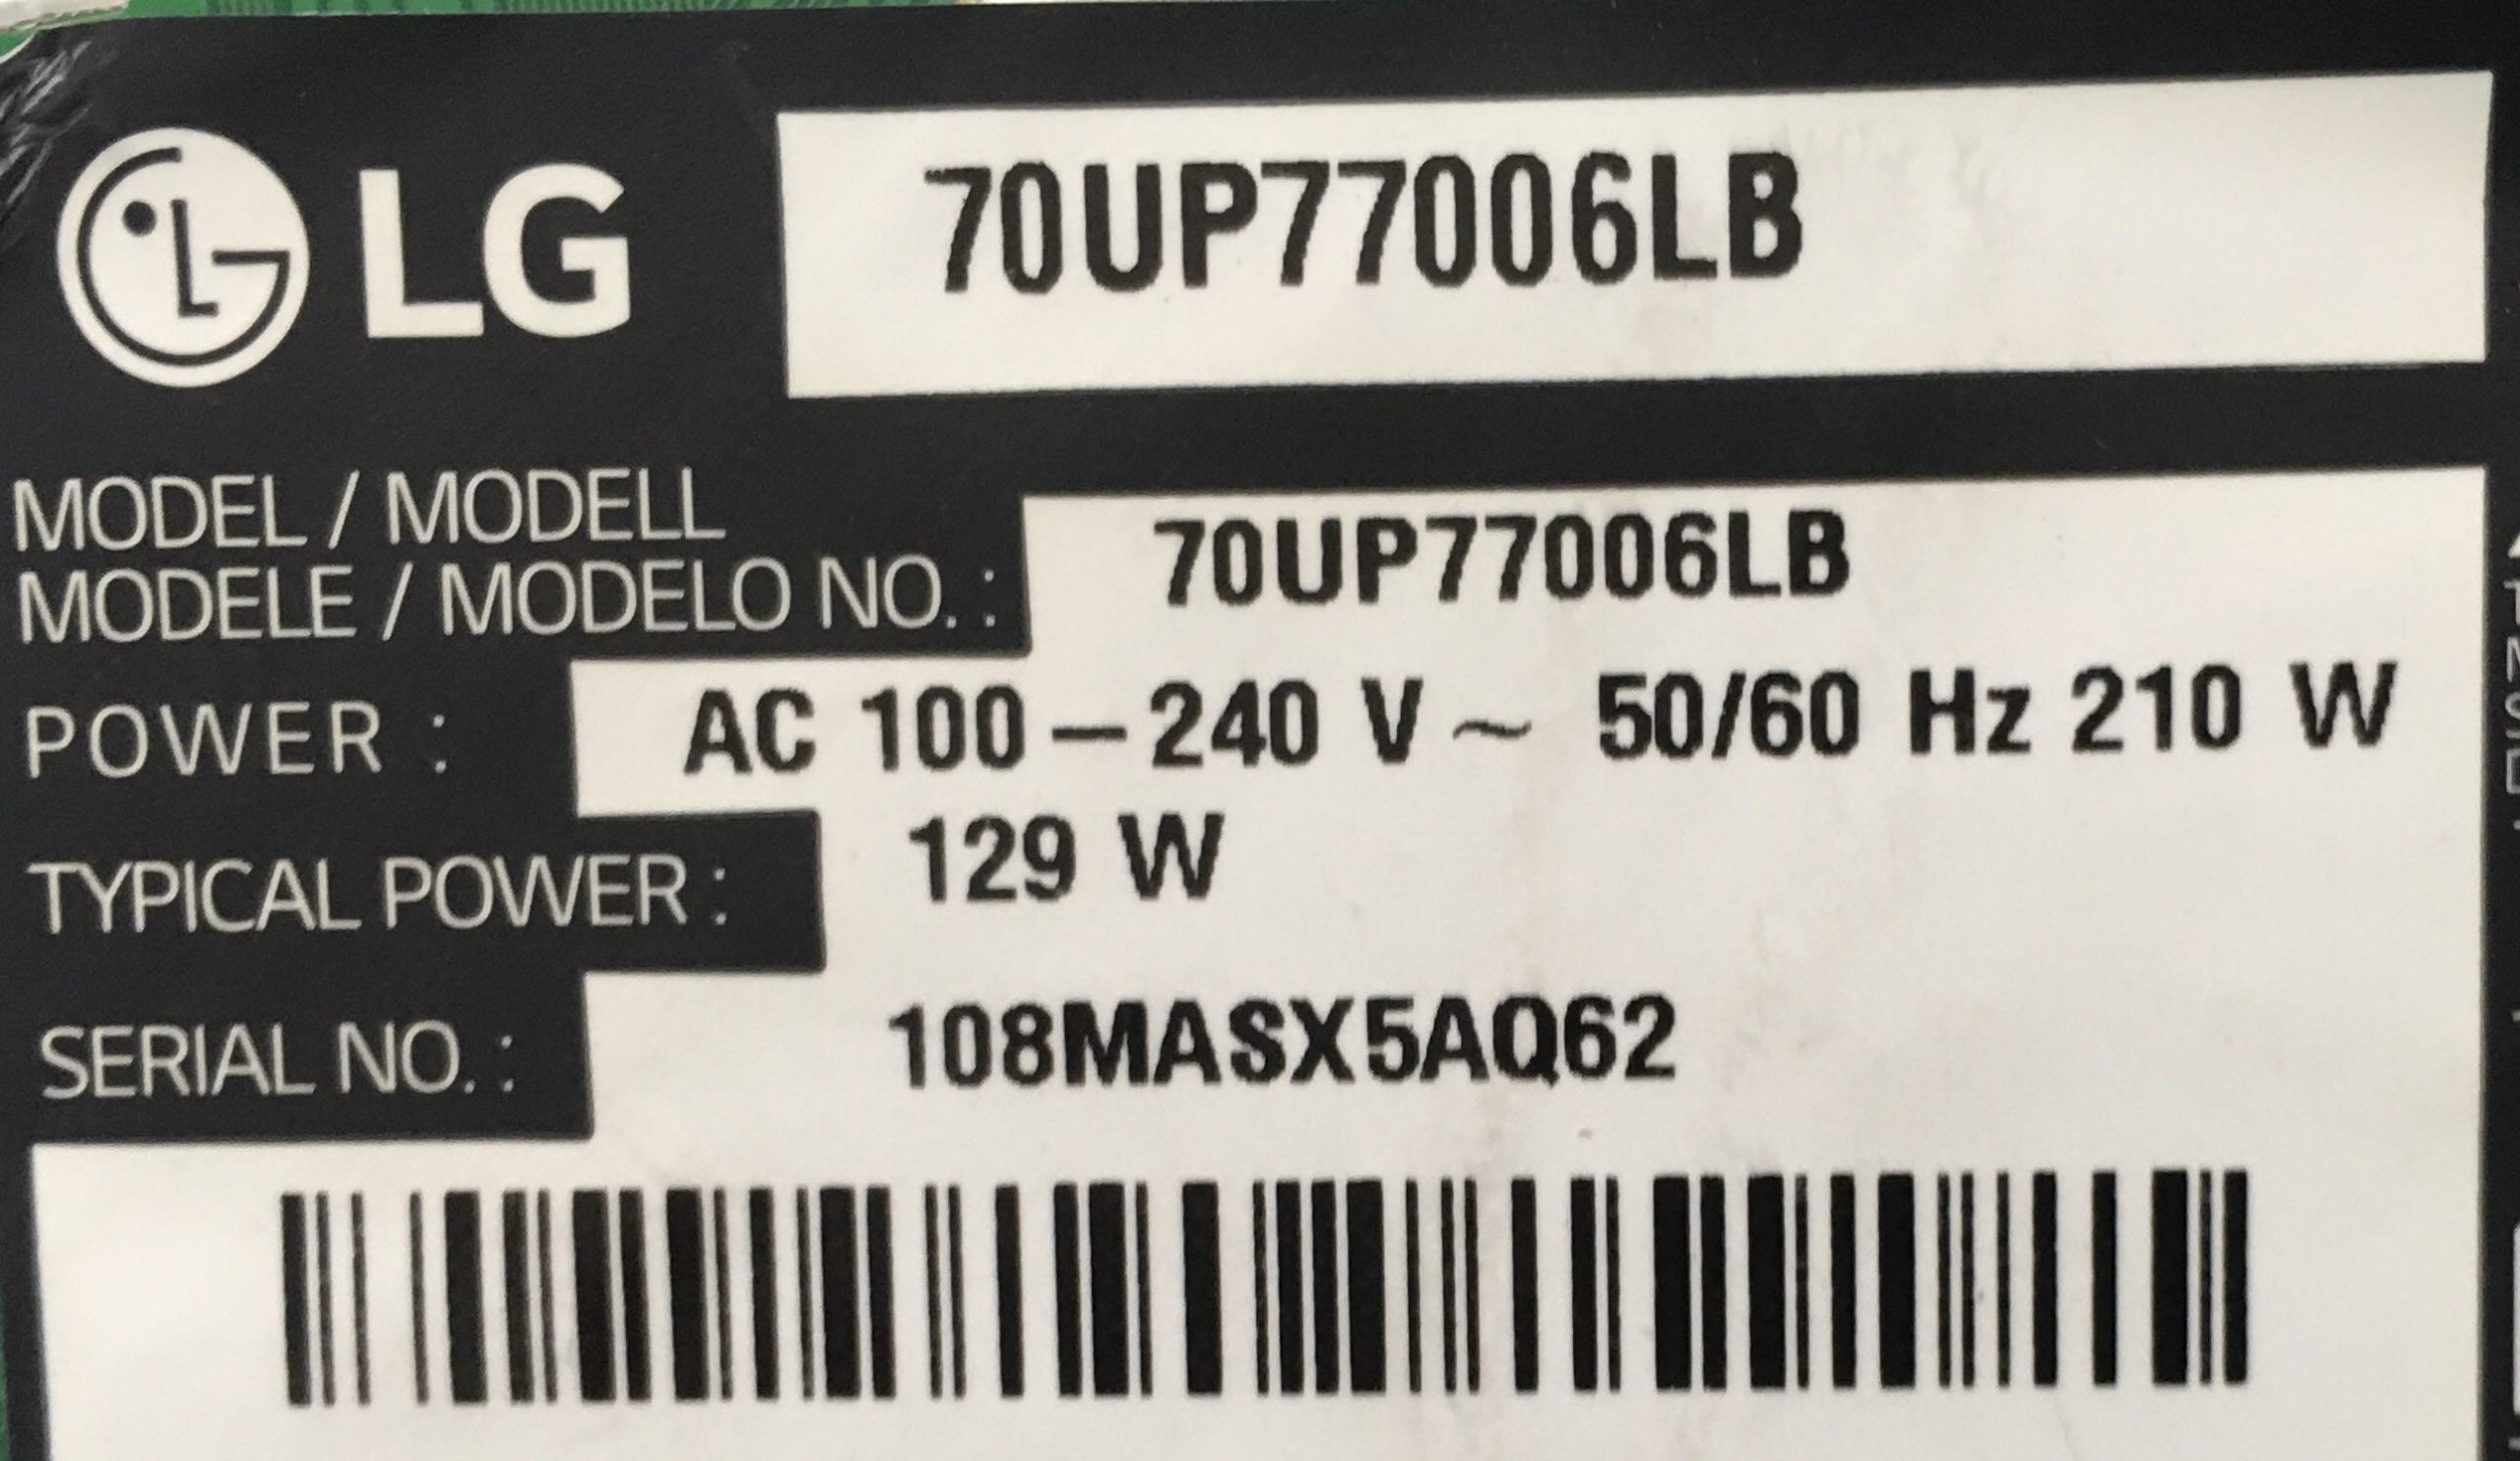 LG 70UP77006LB
MODEL / MODELL
MODELE / MODELO NO. : 70UP77006LB
POWER : AC 100 – 240 V ~ 50/60 Hz 210 W
TYPICAL POWER : 129 W
SERIAL NO. : 108MASX5AQ62